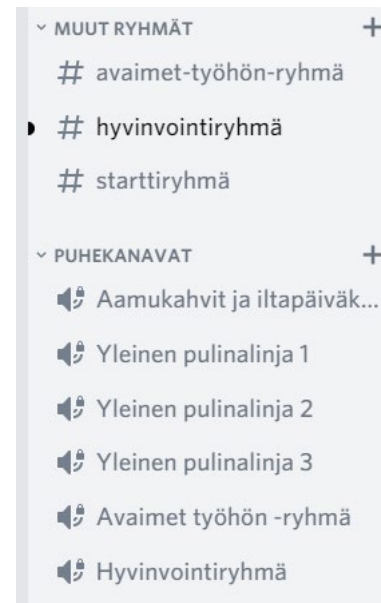 MUUT RYHMÄT +
# avaimet-työhön-ryhmä
# hyvinvointiryhmä
# starttiryhmä
PUHEKANAVAT +
Aamukahvit ja iltapäiväk...
Yleinen pulinalinja 1
Yleinen pulinalinja 2
Yleinen pulinalinja 3
Avaimet työhön -ryhmä
Hyvinvointiryhmä